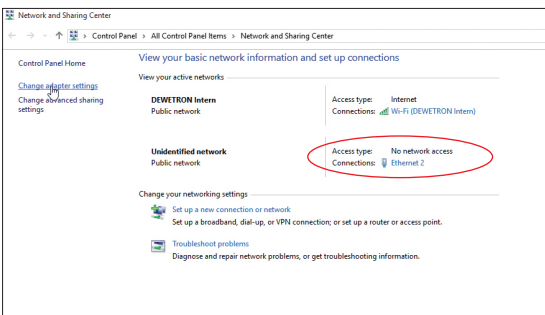 Network and Sharing Center
Control Panel > All Control Panel Items > Network and Sharing Center
Control Panel Home
Change adapter settings
Change advanced sharing
settings
View your basic network information and set up connections
View your active networks
DEWETRON Intern
Public network
Access type: Internet
Connections: Wi-Fi (DEWETRON Intern)
Unidentified network
Public network
Access type: No network access
Connections: Ethernet 2
Change your networking settings
Set up a new connection or network
Set up a broadband, dial-up, or VPN connection; or set up a router or access point.
Troubleshoot problems
Diagnose and repair network problems, or get troubleshooting information.